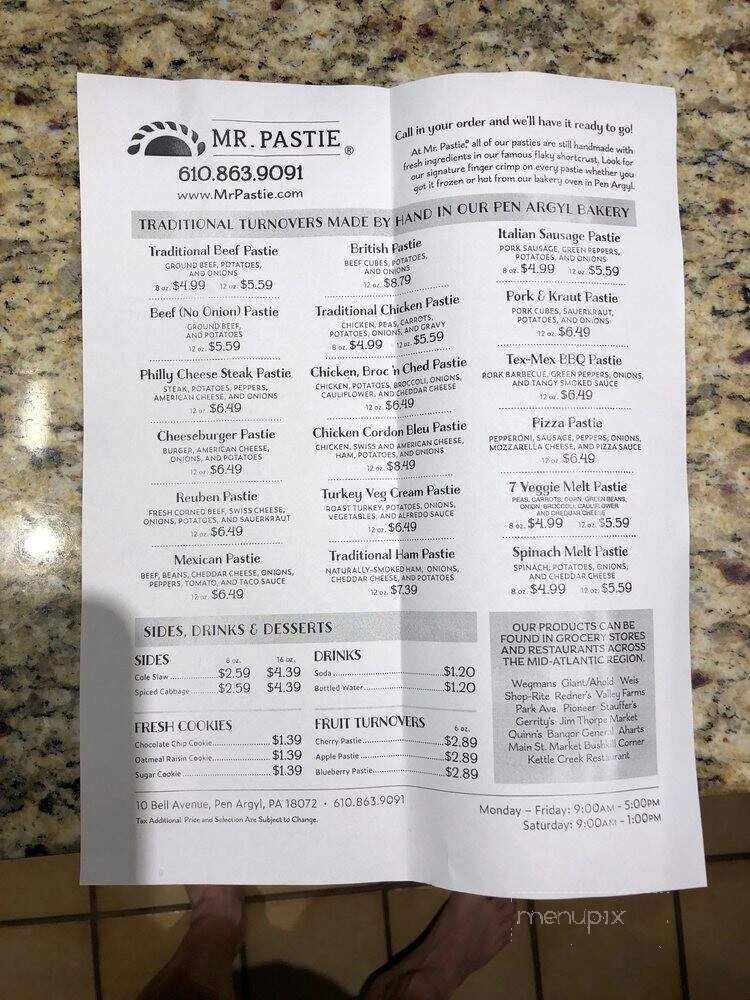 MR. PASTIE ®
610.863.9091
www.MrPastie.com
Call in your order and we'll have it ready to go!
At Mr. Pastie® all of our pasties are still handmade with
fresh ingredients in our famous flaky shortcrust. Look for
our signature finger crimp on every pastie whether you
got it frozen or hot from our bakery oven in Pen Argyl.
TRADITIONAL TURNOVERS MADE BY HAND IN OUR PEN ARGYL BAKERY
Traditional Beef Pastie
GROUND BEEF, POTATOES,
AND ONIONS
8 oz. $4.99 12 oz. $5.59
Beef (No Onion) Pastie
GROUND BEEF,
AND POTATOES
12 oz. $5.59
Philly Cheese Steak Pastie
STEAK, POTATOES, PEPPERS,
AMERICAN CHEESE, AND ONIONS
12 oz. $6.49
Cheeseburger Pastie
BURGER, AMERICAN CHEESE,
ONIONS, AND POTATOES
12 oz. $6.49
Reuben Pastie
FRESH CORNED BEEF, SWISS CHEESE,
ONIONS, POTATOES, AND SAUERKRAUT
12 oz. $6.49
Mexican Pastie
BEEF, BEANS, CHEDDAR CHEESE, ONIONS,
PEPPERS, TOMATO, AND TACO SAUCE
12 oz. $6.49
British Pastie
BEEF CUBES, POTATOES,
AND ONIONS
12 oz. $8.79
Traditional Chicken Pastie
CHICKEN, PEAS, CARROTS,
POTATOES, ONIONS, AND GRAVY
8 oz. $4.99 12 oz. $5.59
Chicken, Broc 'n Ched Pastie
CHICKEN, POTATOES, BROCCOLI, ONIONS,
CAULIFLOWER, AND CHEDDAR CHEESE
12 oz. $6.49
Chicken Cordon Bleu Pastie
CHICKEN, SWISS AND AMERICAN CHEESE,
HAM, POTATOES, AND ONIONS
12 oz. $8.49
Turkey Veg Cream Pastie
ROAST TURKEY, POTATOES, ONIONS,
VEGETABLES, AND ALFREDO SAUCE
12 oz. $6.49
Traditional Ham Pastie
NATURALLY-SMOKED HAM, ONIONS,
CHEDDAR CHEESE, AND POTATOES
12 oz. $7.39
Italian Sausage Pastie
PORK SAUSAGE, GREEN PEPPERS,
POTATOES, AND ONIONS
8 oz. $4.99 12 oz. $5.59
Pork & Kraut Pastie
PORK CUBES, SAUERKRAUT,
POTATOES, AND ONIONS
12 oz. $6.49
Tex-Mex BBQ Pastie
PORK BARBECUE, GREEN PEPPERS, ONIONS,
AND TANGY SMOKED SAUCE
12 oz. $6.49
Pizza Pastie
PEPPERONI, SAUSAGE, PEPPERS, ONIONS,
MOZZARELLA CHEESE, AND PIZZA SAUCE
12 oz. $6.49
7 Veggie Melt Pastie
PEAS, CARROTS, CORN, GREEN BEANS,
ONION, BROCCOLI, CAULIFLOWER
AND CHEDDAR CHEESE
8 oz. $4.99 12 oz. $5.59
Spinach Melt Pastie
SPINACH, POTATOES, ONIONS,
AND CHEDDAR CHEESE
8 oz. $4.99 12 oz. $5.59
SIDES, DRINKS & DESSERTS
SIDES 8 oz. 16 oz.
Cole Slaw $2.59 $4.39
Spiced Cabbage $2.59 $4.39
DRINKS
Soda $1.20
Bottled Water $1.20
FRESH COOKIES
Chocolate Chip Cookie $1.39
Oatmeal Raisin Cookie $1.39
Sugar Cookie $1.39
FRUIT TURNOVERS 6 oz.
Cherry Pastie $2.89
Apple Pastie $2.89
Blueberry Pastie $2.89
OUR PRODUCTS CAN BE
FOUND IN GROCERY STORES
AND RESTAURANTS ACROSS
THE MID-ATLANTIC REGION.
Wegmans Giant/Ahold Weis
Shop-Rite Redner's Valley Farms
Park Ave. Pioneer Stauffer's
Gerrity's Jim Thorpe Market
Quinn's Bangor General Aharts
Main St. Market Bushkill Corner
Kettle Creek Restaurant
10 Bell Avenue, Pen Argyl, PA 18072 • 610.863.9091
Tax Additional. Price and Selection Are Subject to Change.
Monday – Friday: 9:00AM - 5:00PM
Saturday: 9:00AM - 1:00PM
menupix